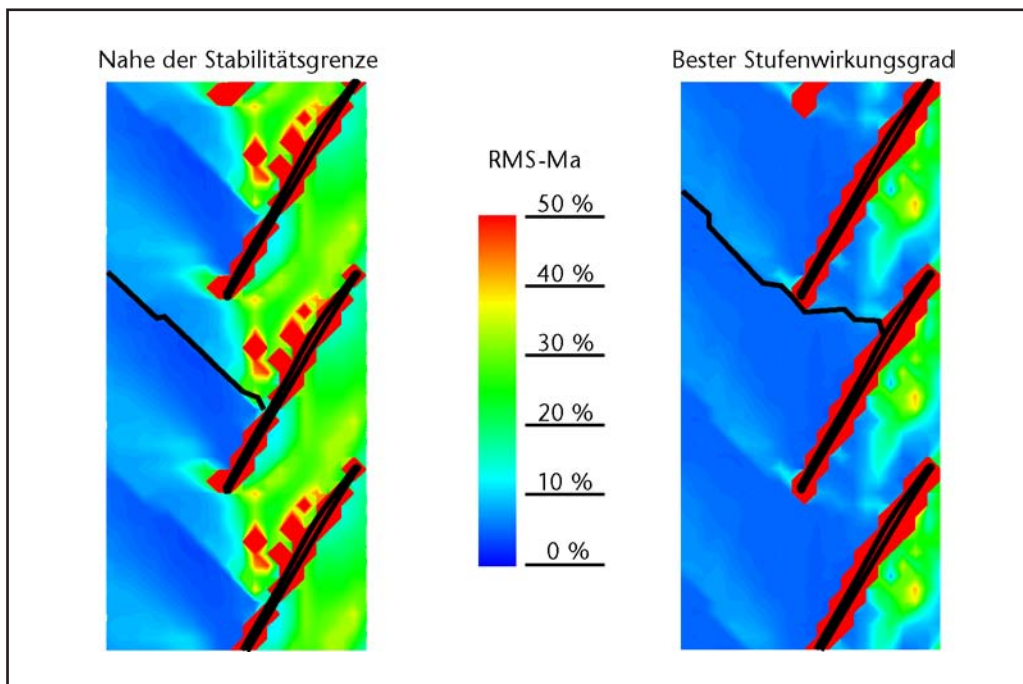 Nahe der Stabilitätsgrenze
Bester Stufenwirkungsgrad
RMS-Ma
50 %
40 %
30 %
20 %
10 %
0 %